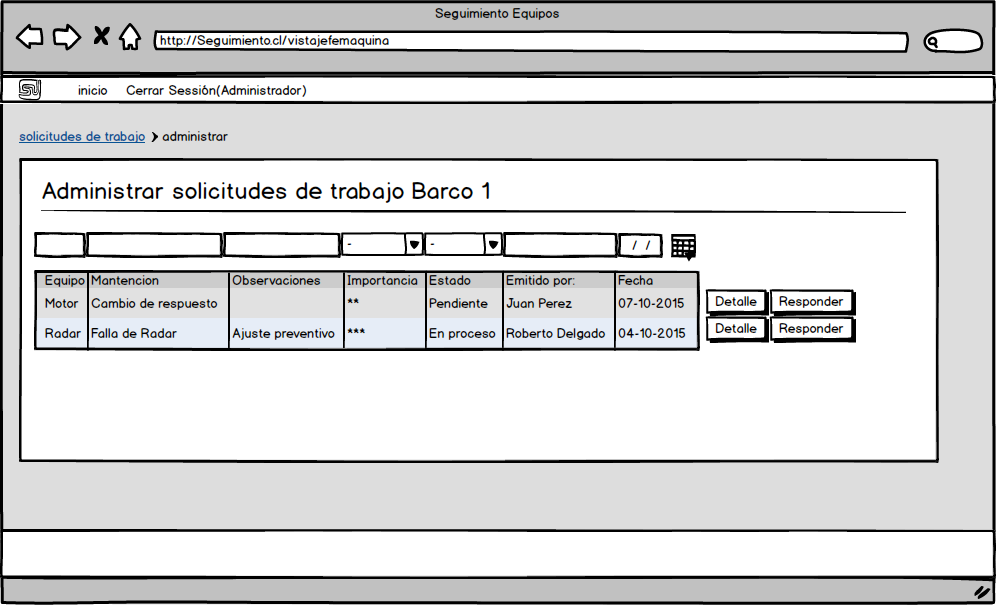 Seguimiento Equipos
http://Seguimiento.cl/vistajefemaquina
inicio Cerrar Sessión(Administrador)
solicitudes de trabajo administrar
Administrar solicitudes de trabajo Barco 1
- - / /
Equipo Mantencion Observaciones Importancia Estado Emitido por: Fecha
Motor Cambio de respuesto ** Pendiente Juan Perez 07-10-2015 Detalle Responder
Radar Falla de Radar Ajuste preventivo *** En proceso Roberto Delgado 04-10-2015 Detalle Responder